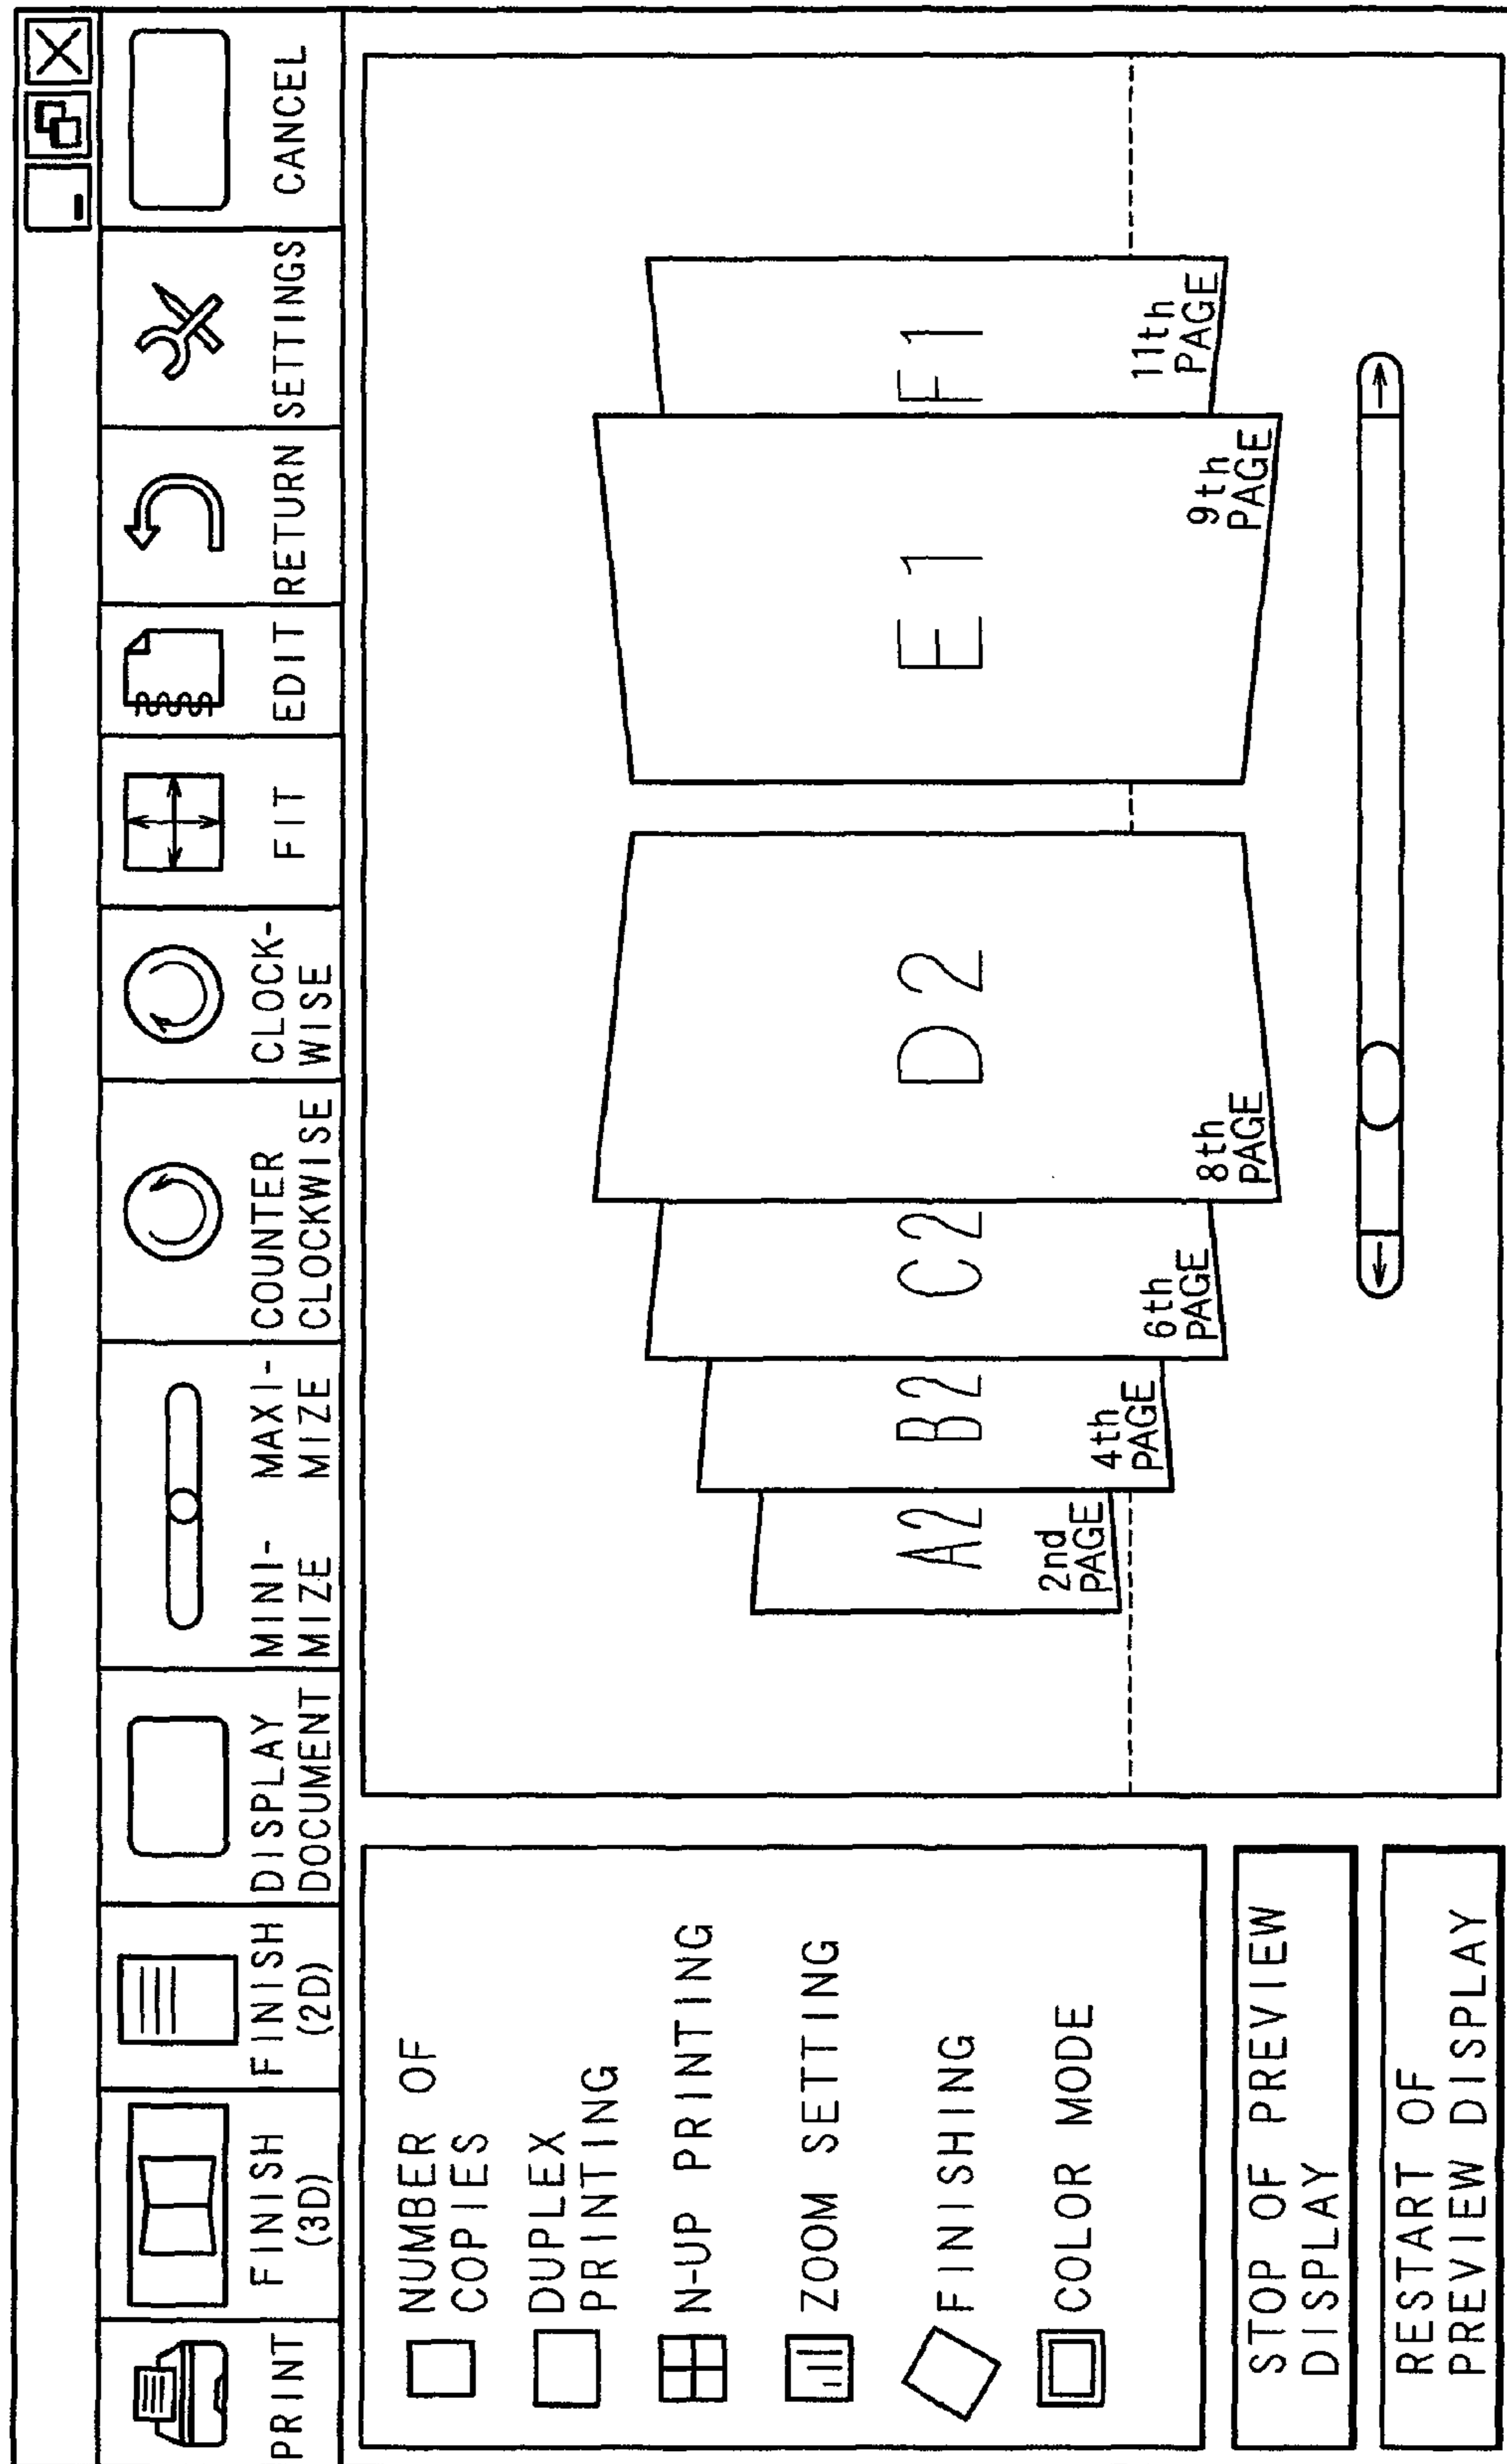 PRINT
FINISH
(3D)
FINISH
(2D)
DISPLAY
DOCUMENT
MINI-
MIZE
MAXI-
MIZE
COUNTER
CLOCKWISE
CLOCK-
WISE
FIT
EDIT
RETURN
SETTINGS
CANCEL
NUMBER OF
COPIES
DUPLEX
PRINTING
N-UP PRINTING
ZOOM SETTING
FINISHING
COLOR MODE
STOP OF PREVIEW
DISPLAY
RESTART OF
PREVIEW DISPLAY
A2
2nd
PAGE
B2
4th
PAGE
C2
6th
PAGE
D2
8th
PAGE
E1
9th
PAGE
F1
11th
PAGE